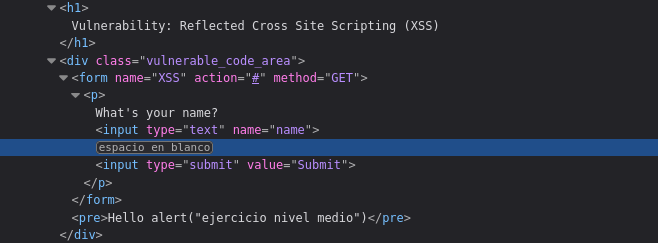 <h1>
Vulnerability: Reflected Cross Site Scripting (XSS)
</h1>
<div class="vulnerable_code_area">
<form name="XSS" action="#" method="GET">
<p>
What's your name?
<input type="text" name="name">
espacio en blanco
<input type="submit" value="Submit">
</p>
</form>
<pre>Hello alert("ejercicio nivel medio")</pre>
</div>